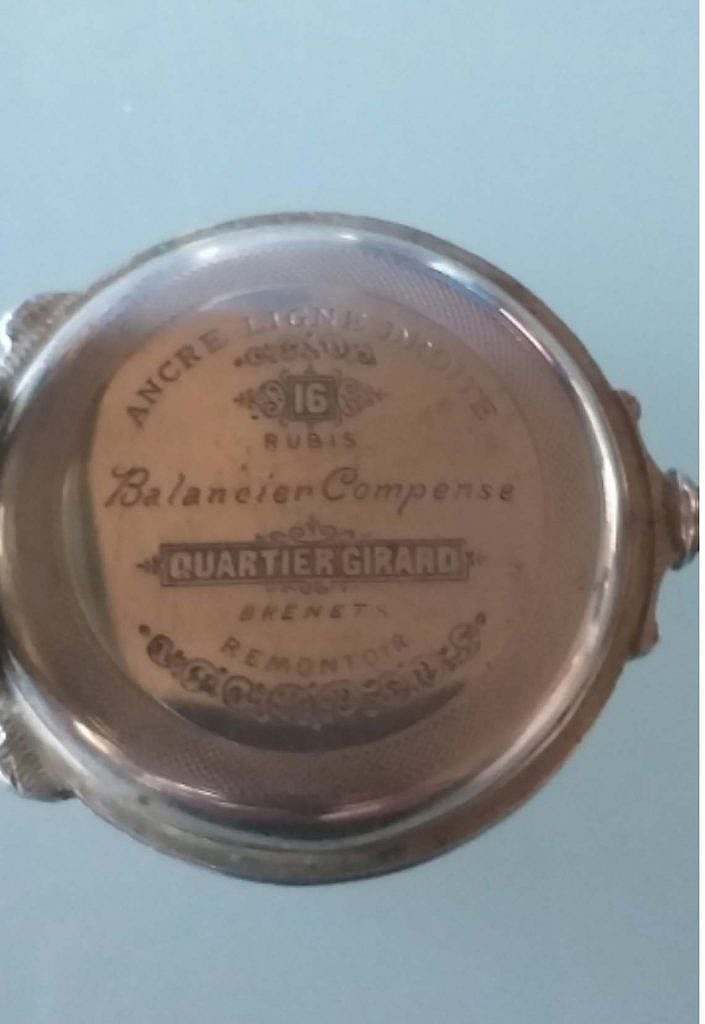 ANCRE LIGNE DROITE
16
RUBIS
Balancier Compense
QUARTIER GIRARD
BRENETS
REMONTOIR